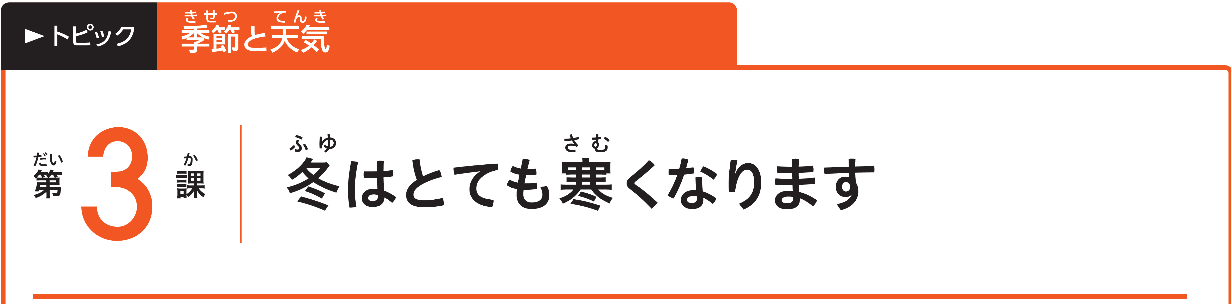 ▶トピック
きせつ てんき
季節と天気
だい
第
3
か
課
ふゆ さむ
冬はとても寒くなります